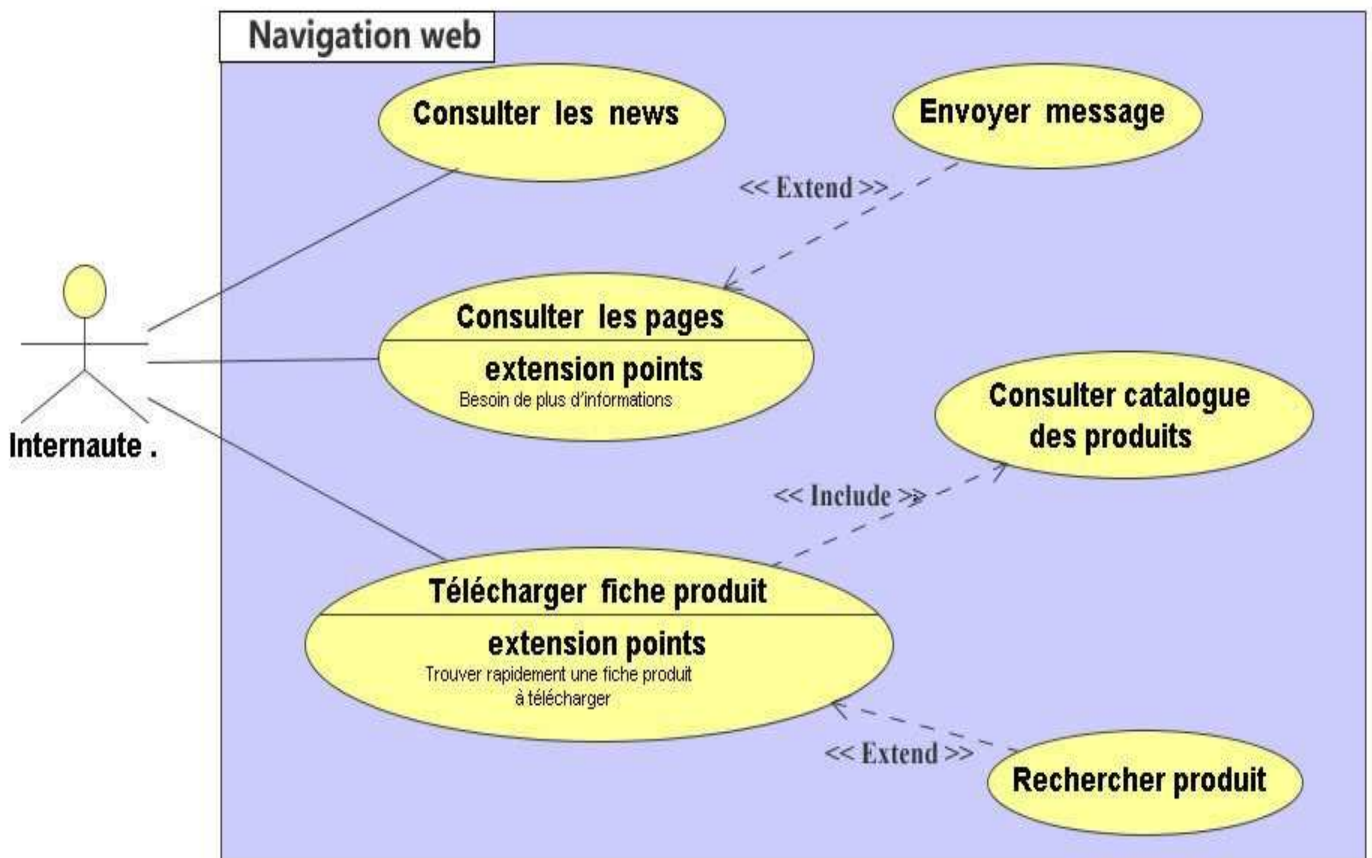 Navigation web
Consulter les news
Envoyer message
<< Extend >>
Consulter les pages
extension points
Besoin de plus d'informations
Internaute .
Consulter catalogue
des produits
<< Include >>
Télécharger fiche produit
extension points
Trouver rapidement une fiche produit
à télécharger
<< Extend >>
Rechercher produit